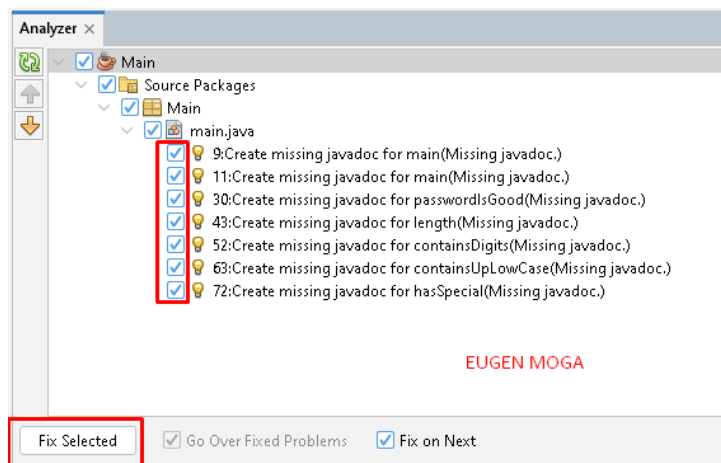 Analyzer
Main
Source Packages
Main
main.java
9:Create missing javadoc for main(Missing javadoc.)
11:Create missing javadoc for main(Missing javadoc.)
30:Create missing javadoc for passwordIsGood(Missing javadoc.)
43:Create missing javadoc for length(Missing javadoc.)
52:Create missing javadoc for containsDigits(Missing javadoc.)
63:Create missing javadoc for containsUpLowCase(Missing javadoc.)
72:Create missing javadoc for hasSpecial(Missing javadoc.)
EUGEN MOGA
Fix Selected Go Over Fixed Problems Fix on Next